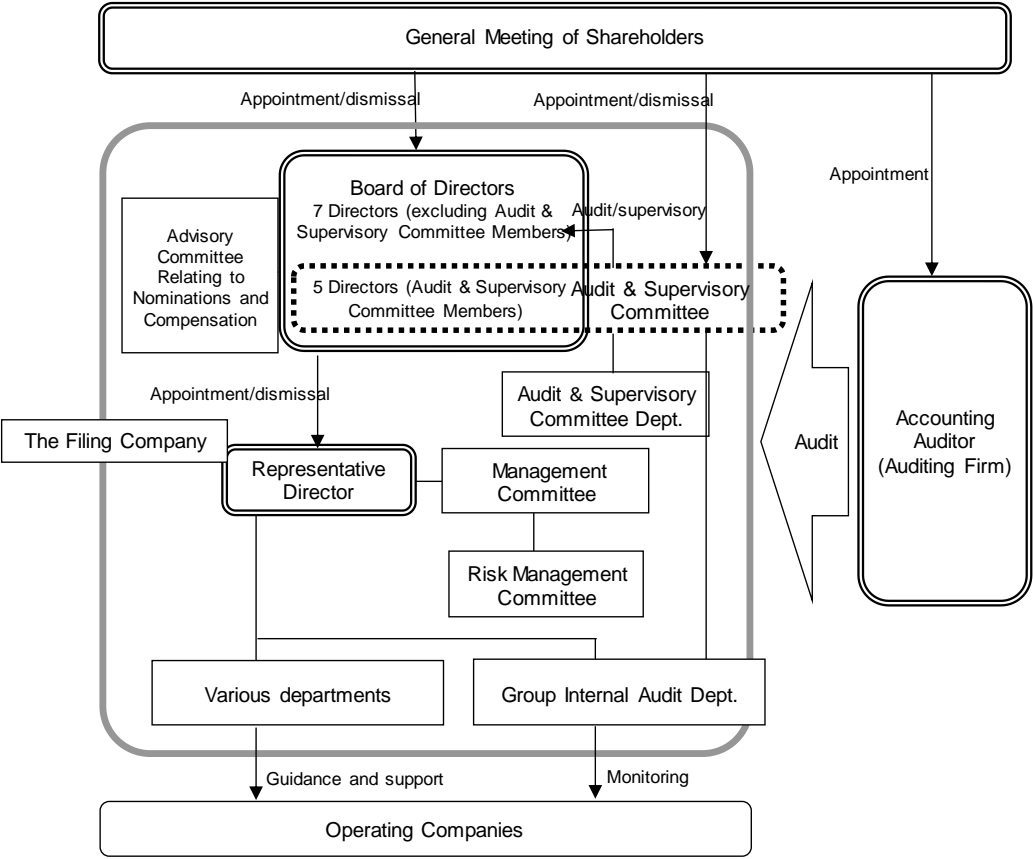 General Meeting of Shareholders
Appointment/dismissal
Appointment/dismissal
Appointment
Board of Directors
7 Directors (excluding Audit &
Supervisory Committee Members)
Audit/supervisory
Advisory
Committee
Relating to
Nominations and
Compensation
5 Directors (Audit & Supervisory
Committee Members)
Audit & Supervisory
Committee
Appointment/dismissal
Audit & Supervisory
Committee Dept.
The Filing Company
Representative
Director
Management
Committee
Audit
Accounting
Auditor
(Auditing Firm)
Risk Management
Committee
Various departments
Group Internal Audit Dept.
Guidance and support
Monitoring
Operating Companies